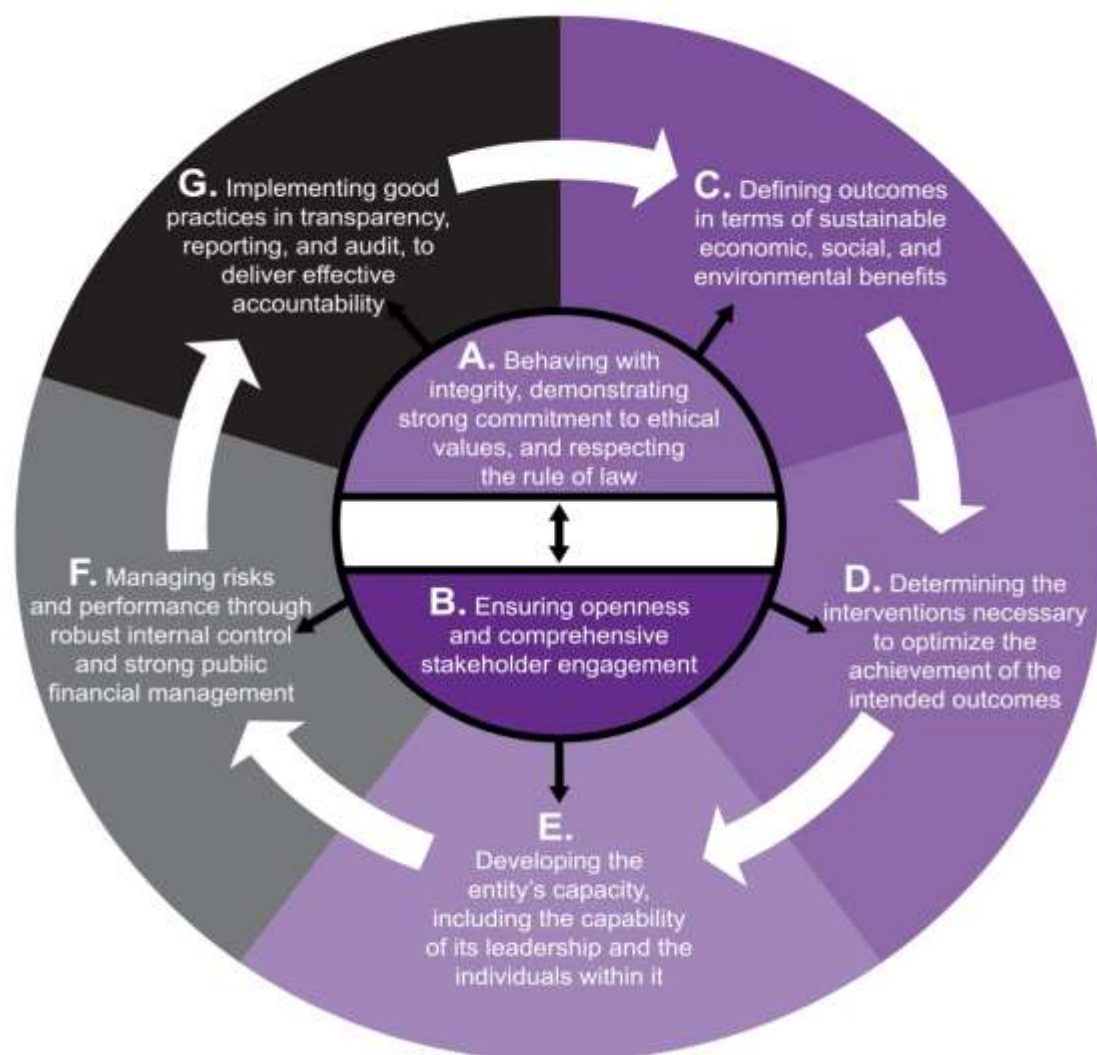 A. Behaving with
integrity, demonstrating
strong commitment to ethical
values, and respecting
the rule of law
B. Ensuring openness
and comprehensive
stakeholder engagement
C. Defining outcomes
in terms of sustainable
economic, social, and
environmental benefits
D. Determining the
interventions necessary
to optimize the
achievement of the
intended outcomes
E.
Developing the
entity's capacity,
including the capability
of its leadership and the
individuals within it
F. Managing risks
and performance through
robust internal control
and strong public
financial management
G. Implementing good
practices in transparency,
reporting, and audit, to
deliver effective
accountability